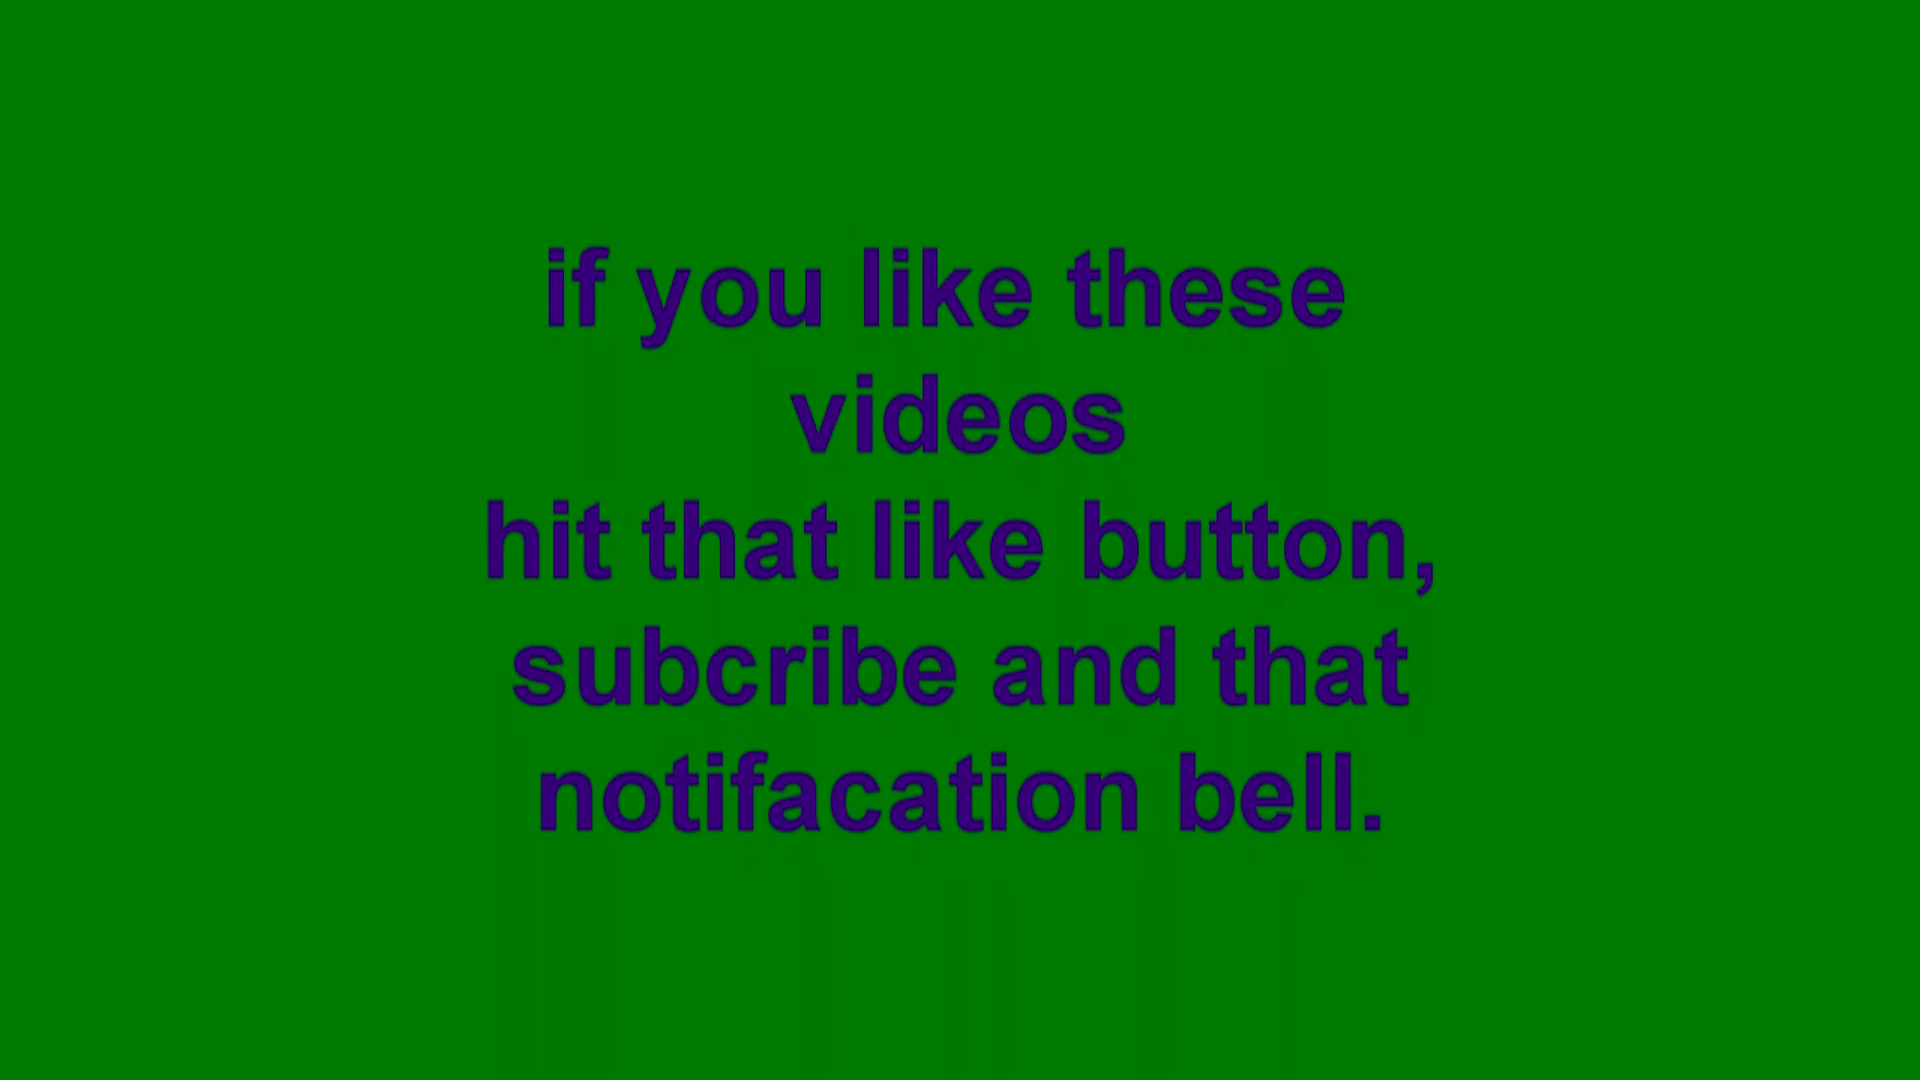 if you like these
videos
hit that like button,
subcribe and that
notifacation bell.